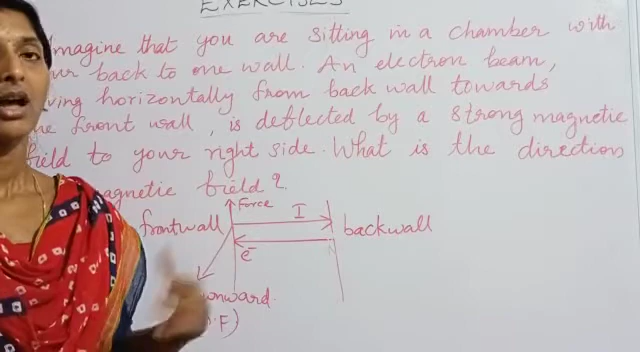 EXERCISES
magine that you are sitting in a chamber with
ur back to one wall. An electron beam,
ving horizontally from back wall towards
he front wall, is deflected by a strong magnetic
field to your right side. What is the direction
agnetic field?
Force
I
frontwall
backwall
e⁻
onward
.F)